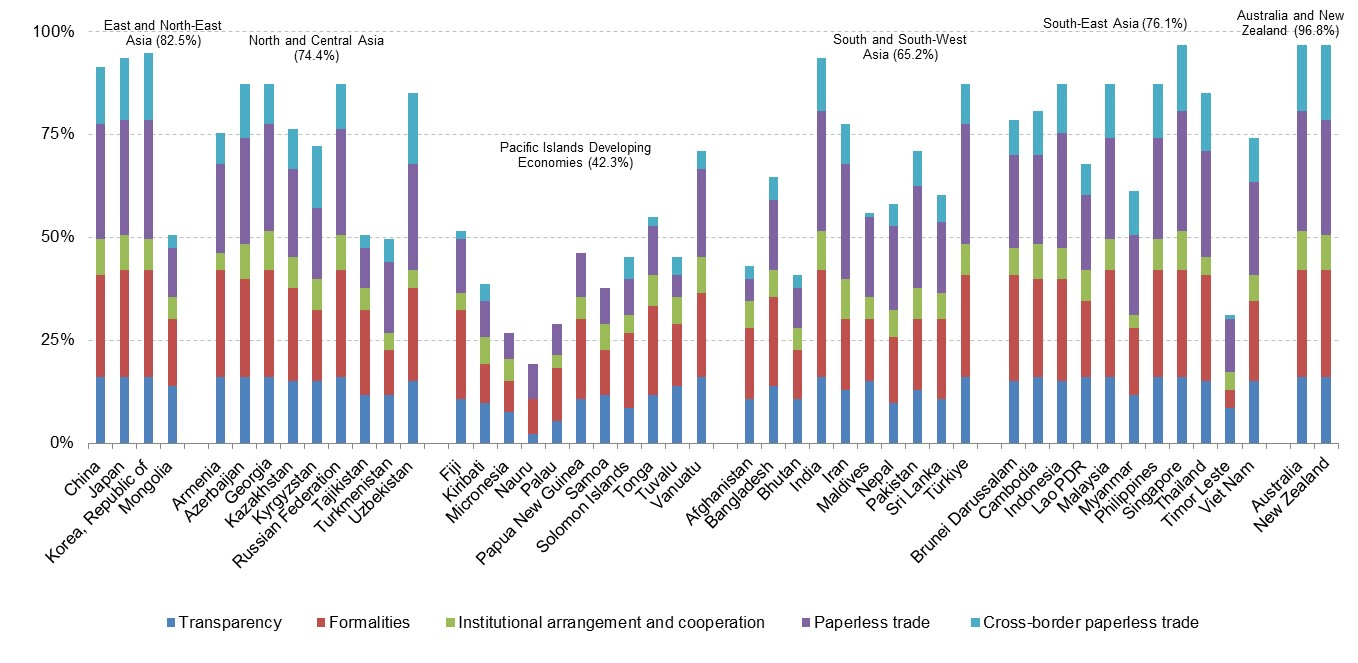 East and North-East
Asia (82.5%)
North and Central Asia
(74.4%)
Pacific Islands Developing
Economies (42.3%)
South and South-West
Asia (65.2%)
South-East Asia (76.1%)
Australia and New
Zealand (96.8%)
100%
75%
50%
25%
0%
China
Japan
Korea, Republic of
Mongolia
Armenia
Azerbaijan
Georgia
Kazakhstan
Kyrgyzstan
Russian Federation
Tajikistan
Turkmenistan
Uzbekistan
Fiji
Kiribati
Micronesia
Nauru
Palau
Papua New Guinea
Samoa
Solomon Islands
Tonga
Tuvalu
Vanuatu
Afghanistan
Bangladesh
Bhutan
India
Iran
Maldives
Nepal
Pakistan
Sri Lanka
Türkiye
Brunei Darussalam
Cambodia
Indonesia
Lao PDR
Malaysia
Myanmar
Philippines
Singapore
Thailand
Timor Leste
Viet Nam
Australia
New Zealand
Transparency
Formalities
Institutional arrangement and cooperation
Paperless trade
Cross-border paperless trade